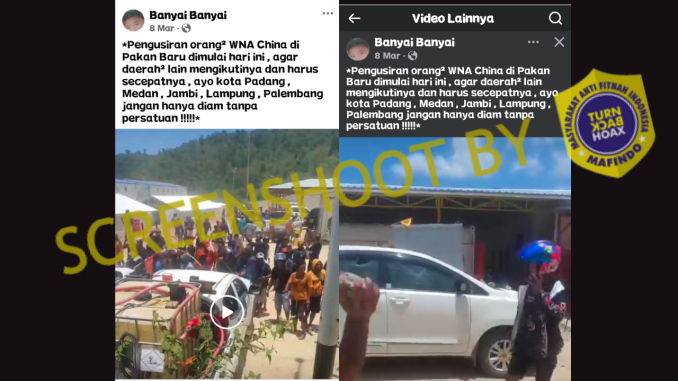 Banyai Banyai
8 Mar ·
*Pengusiran orang² WNA China di
Pakan Baru dimulai hari ini , agar
daerah² lain mengikutinya dan harus
secepatnya , ayo kota Padang ,
Medan , Jambi , Lampung , Palembang
jangan hanya diam tanpa
persatuan !!!!!*
Video Lainnya
Banyai Banyai
8 Mar ·
*Pengusiran orang² WNA China di Pakan
Baru dimulai hari ini , agar daerah² lain
mengikutinya dan harus secepatnya , ayo
kota Padang , Medan , Jambi , Lampung ,
Palembang jangan hanya diam tanpa
persatuan !!!!!*
SCREENSHOOT BY
MASYARAKAT ANTI FITNAH INDONESIA
TURN
BACK
HOAX
MAFINDO